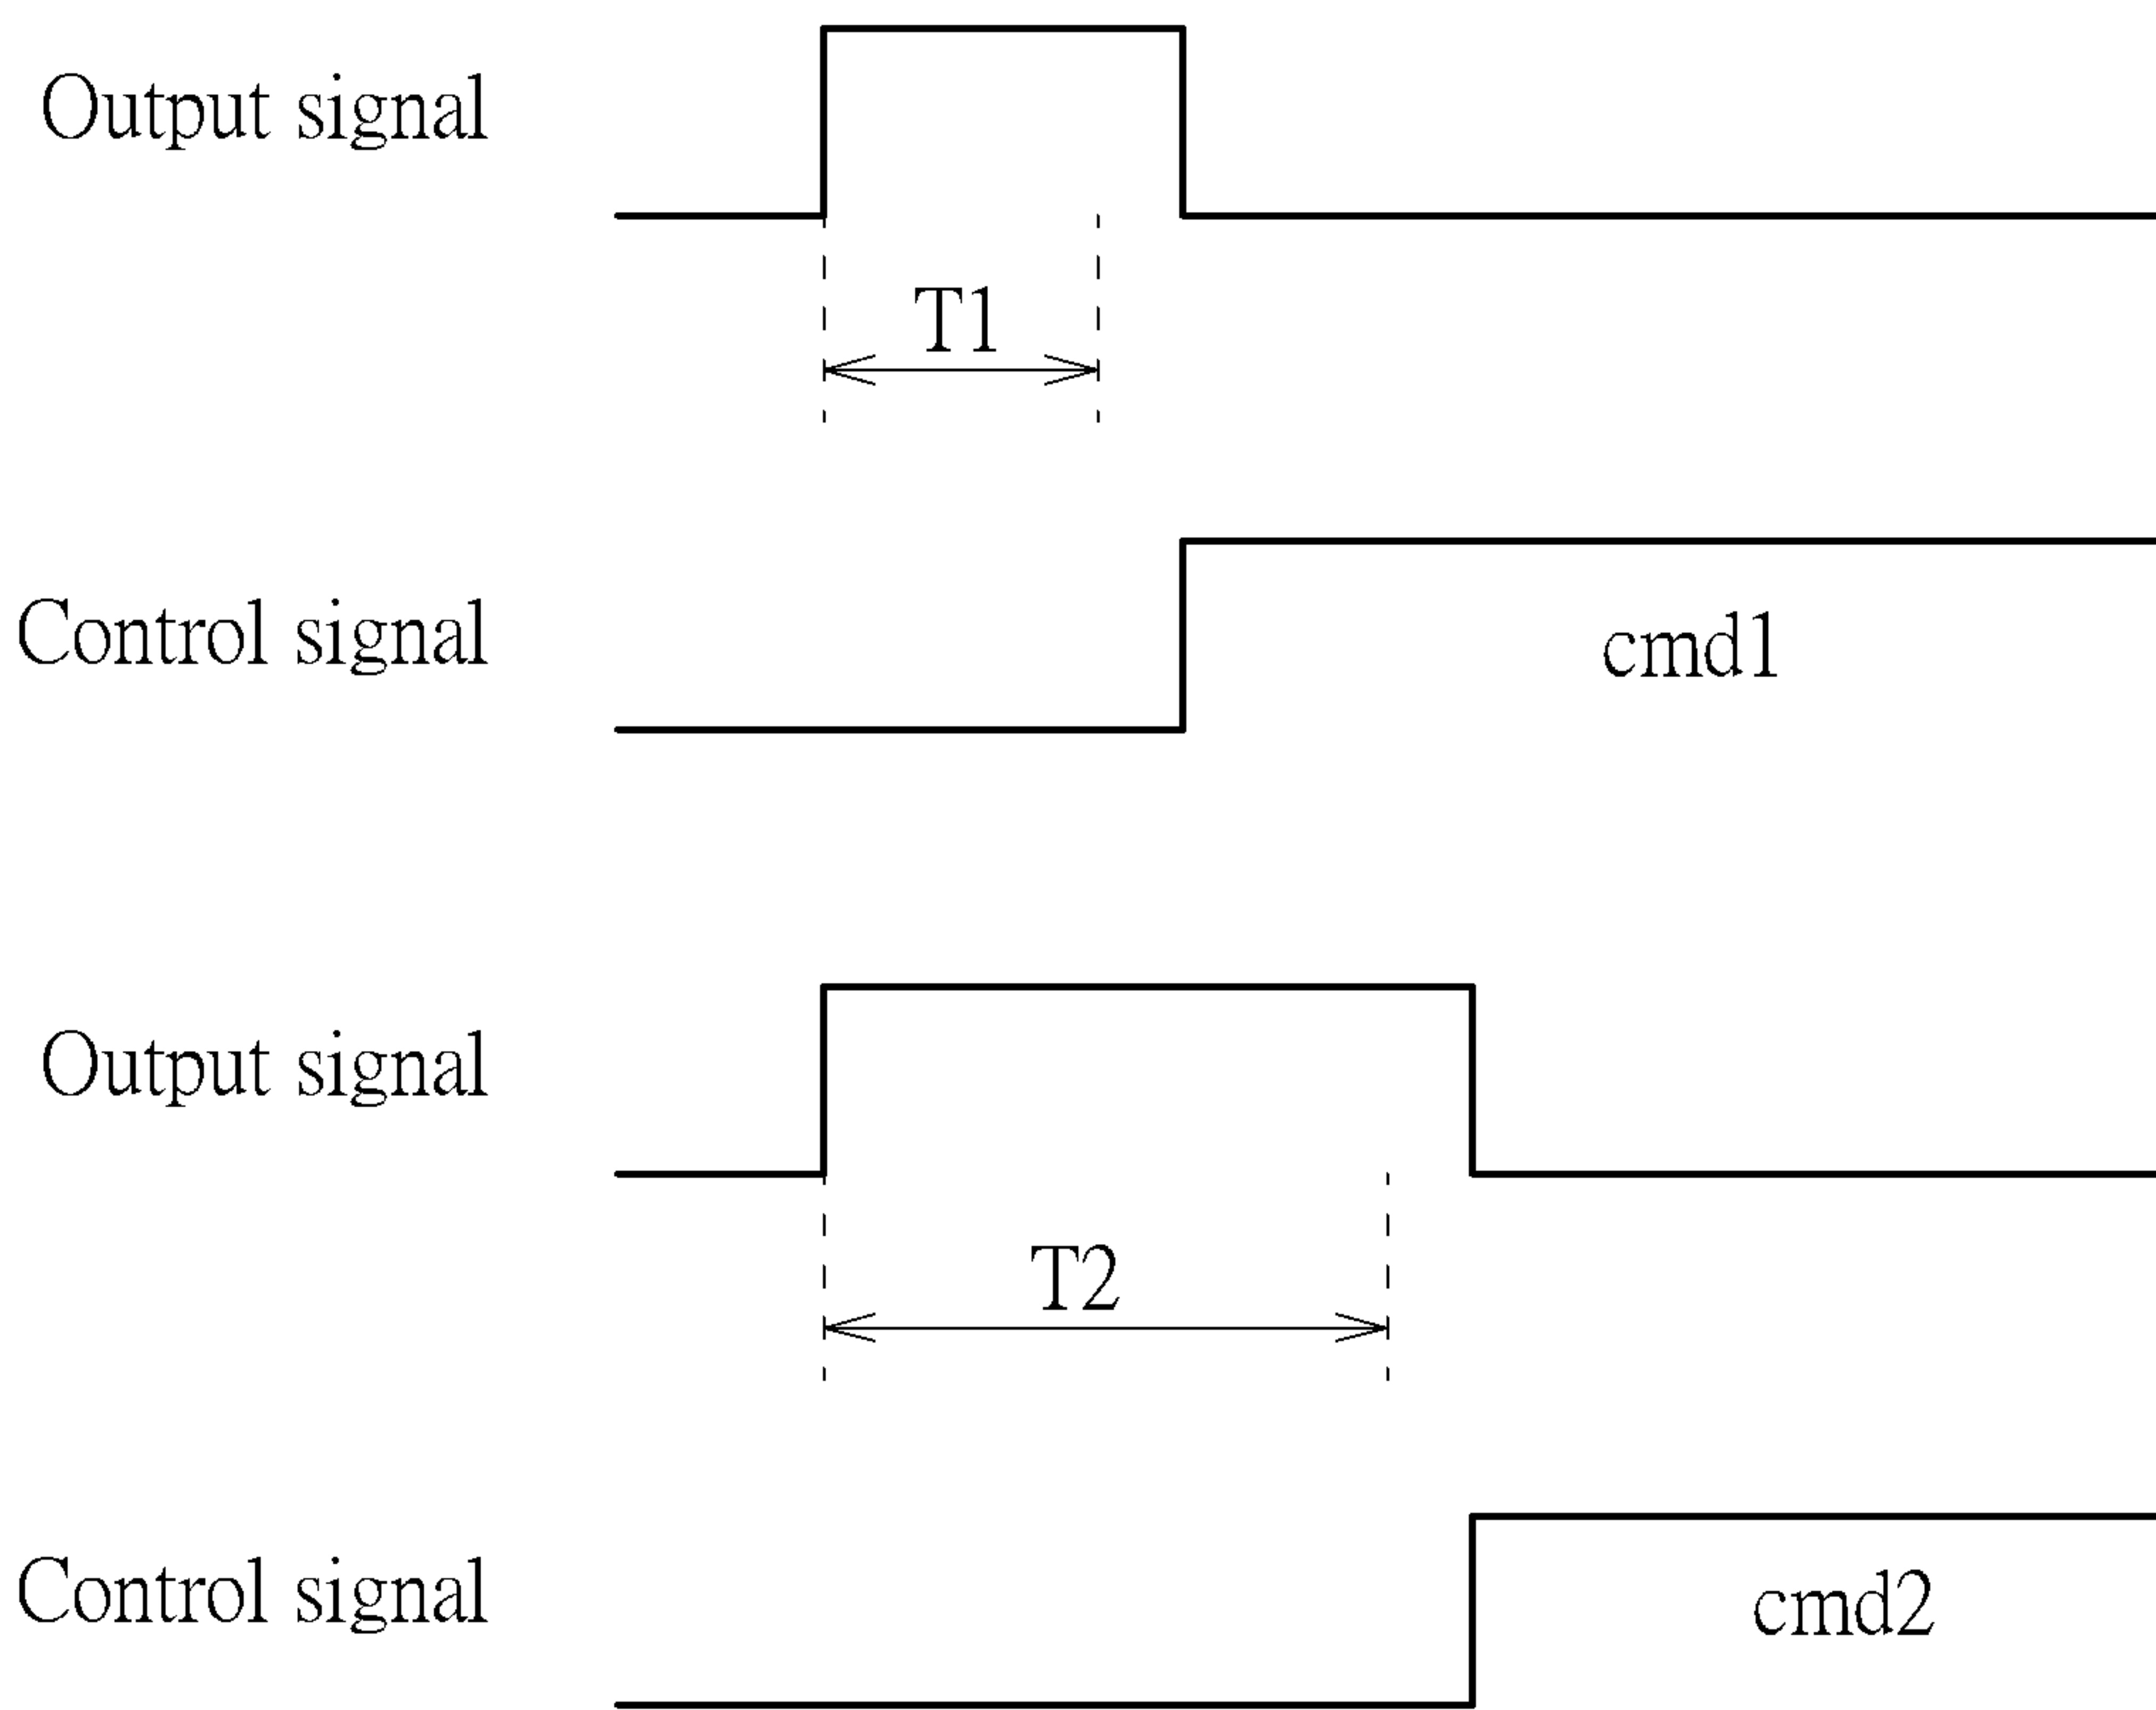 Output signal
T1
Control signal
cmd1
Output signal
T2
Control signal
cmd2